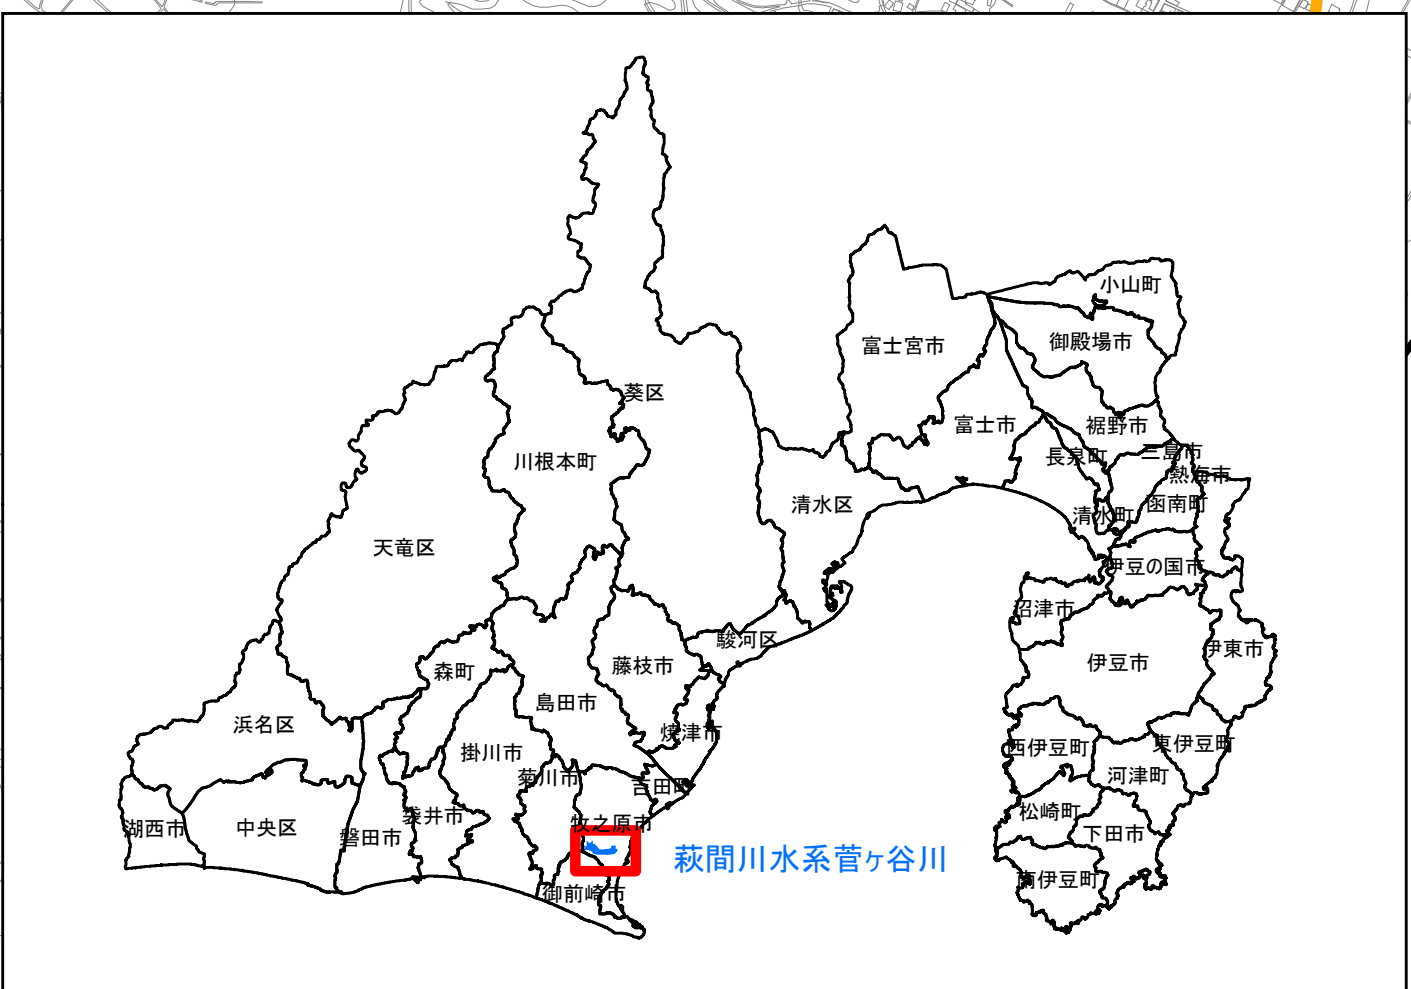 小山町
御殿場市
富士宮市
葵区
富士市
裾野市
三島市
長泉町
川根本町
熱海市
清水区
函南町
清水町
天竜区
伊豆の国市
沼津市
駿河区
伊東市
伊豆市
藤枝市
森町
島田市
浜名区
焼津市
東伊豆町
西伊豆町
掛川市
河津町
菊川市
吉田町
松崎町
袋井市
牧之原市
湖西市
中央区
下田市
磐田市
萩間川水系菅ヶ谷川
南伊豆町
御前崎市